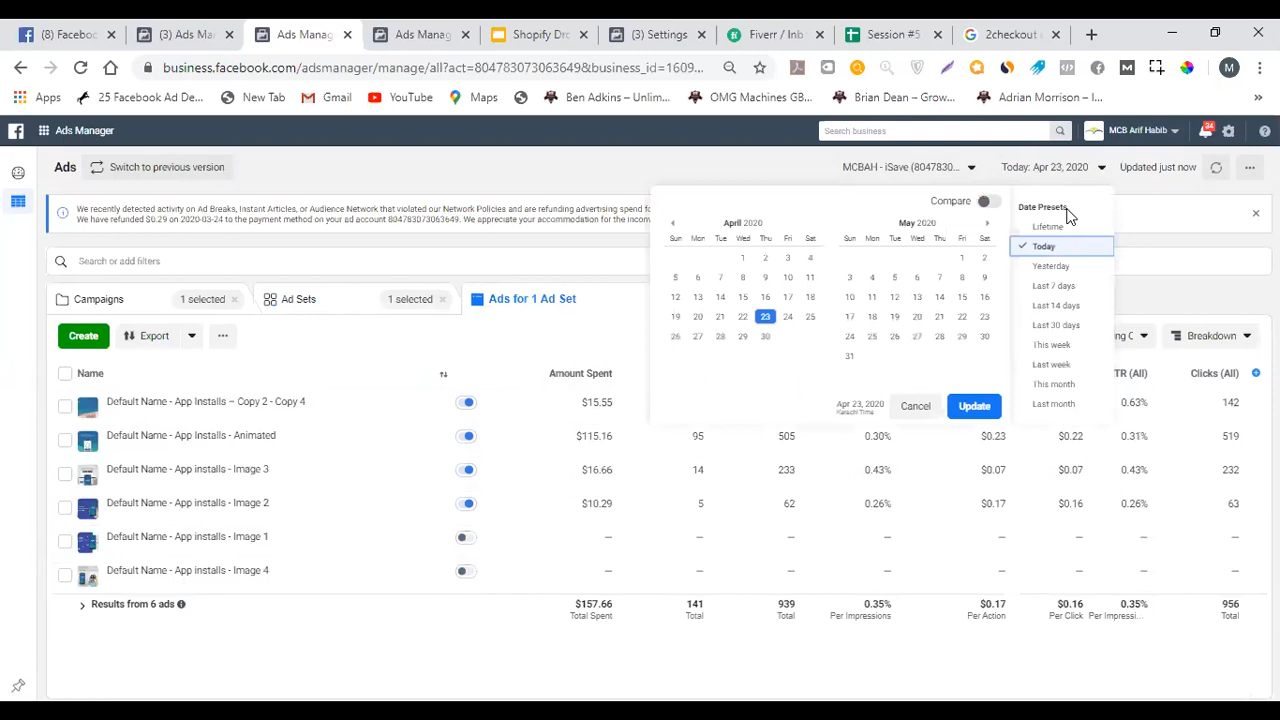 (8) Faceboo
(3) Ads Ma
Ads Manag
Ads Manag
Shopify Dro
(3) Settings
Fiverr / Inb
Session #5
2checkout
business.facebook.com/adsmanager/manage/all?act=804783073063649&business_id=1609...
M
Apps
25 Facebook Ad De...
New Tab
Gmail
YouTube
Maps
Ben Adkins – Unlim...
OMG Machines GB...
Brian Dean – Grow...
Adrian Morrison – I...
Ads Manager
Search business
MCB Arif Habib
34
Ads
Switch to previous version
MCBAH - iSave (8047830...
Today: Apr 23, 2020
Updated just now
We recently detected activity on Ad Breaks, Instant Articles, or Audience Network that violated our Network Policies and are refunding advertising spend fo
We have refunded $0.29 on 2020-03-24 to the payment method on your ad account 804783073063649. We appreciate your accommodation for the incon
Search or add filters
Compare
Date Presets
April 2020
May 2020
Sun Mon Tue Wed Thu Fri Sat
1 2 3 4
5 6 7 8 9 10 11
12 13 14 15 16 17 18
19 20 21 22 23 24 25
26 27 28 29 30
Sun Mon Tue Wed Thu Fri Sat
1 2
3 4 5 6 7 8 9
10 11 12 13 14 15 16
17 18 19 20 21 22 23
24 25 26 27 28 29 30
31
Lifetime
Today
Yesterday
Last 7 days
Last 14 days
Last 30 days
This week
Last week
This month
Last month
Apr 23, 2020
Karachi Time
Cancel
Update
Campaigns
1 selected
Ad Sets
1 selected
Ads for 1 Ad Set
Create
Export
Breakdown
Name
Amount Spent
TR (All)
Clicks (All)
Default Name - App Installs – Copy 2 - Copy 4 $15.55 0.63% 142
Default Name - App Installs - Animated $115.16 95 505 0.30% $0.23 $0.22 0.31% 519
Default Name - App installs - Image 3 $16.66 14 233 0.43% $0.07 $0.07 0.43% 232
Default Name - App installs - Image 2 $10.29 5 62 0.26% $0.17 $0.16 0.26% 63
Default Name - App installs - Image 1 — — — — — — — —
Default Name - App installs - Image 4 — — — — — — — —
Results from 6 ads $157.66 141 939 0.35% $0.17 $0.16 0.35% 956
Total Spent Total Total Per Impressions Per Action Per Click Per Impressi... Total